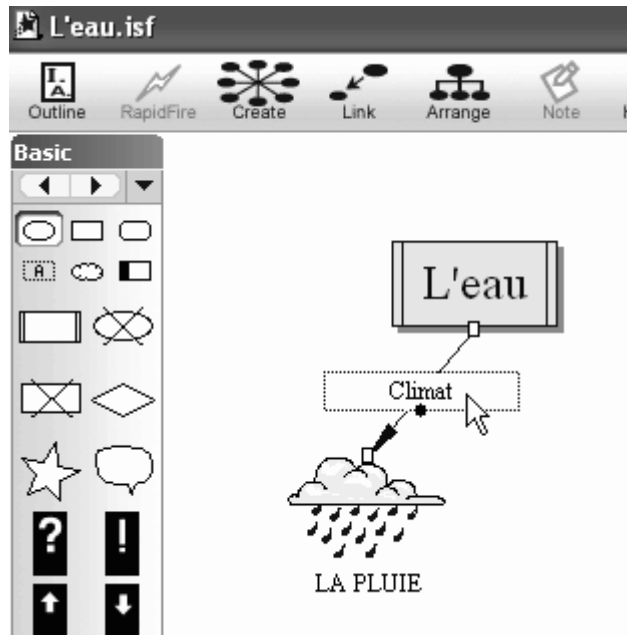 L'eau.isf
I. A.
Outline RapidFire Create Link Arrange Note
Basic
A
L'eau
Climat
? !
LA PLUIE